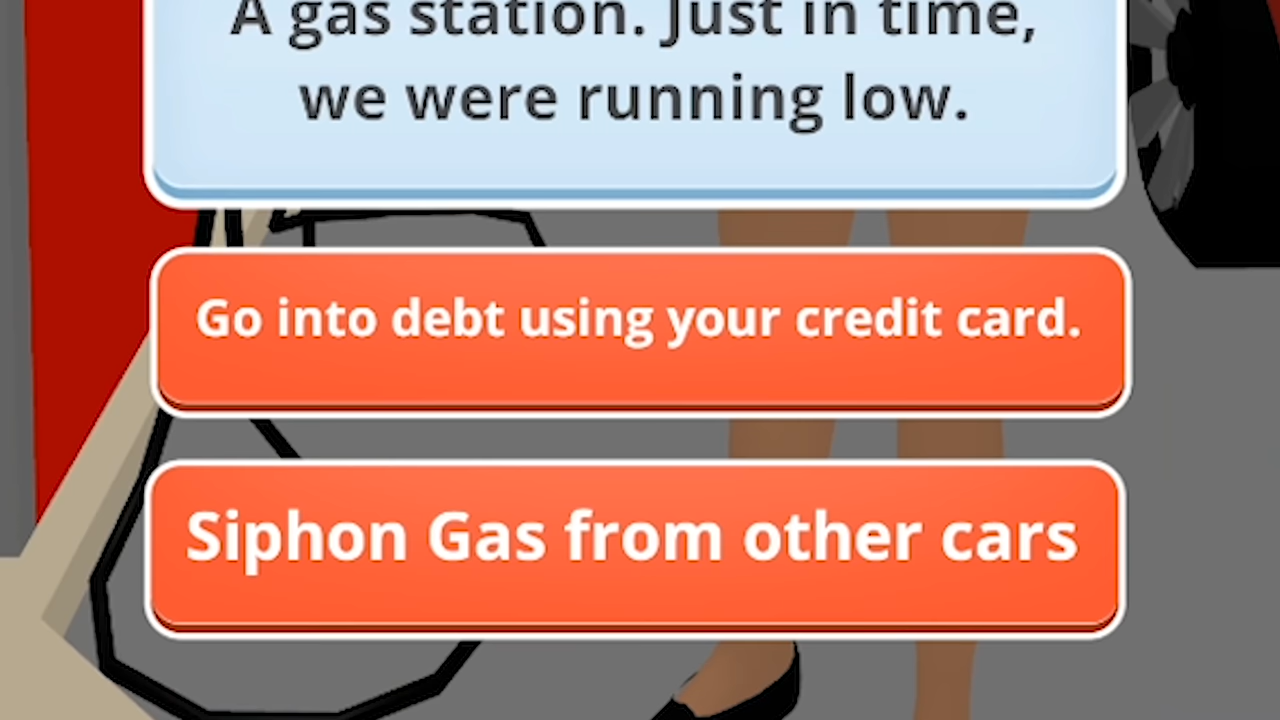 A gas station. Just in time,
we were running low.
Go into debt using your credit card.
Siphon Gas from other cars